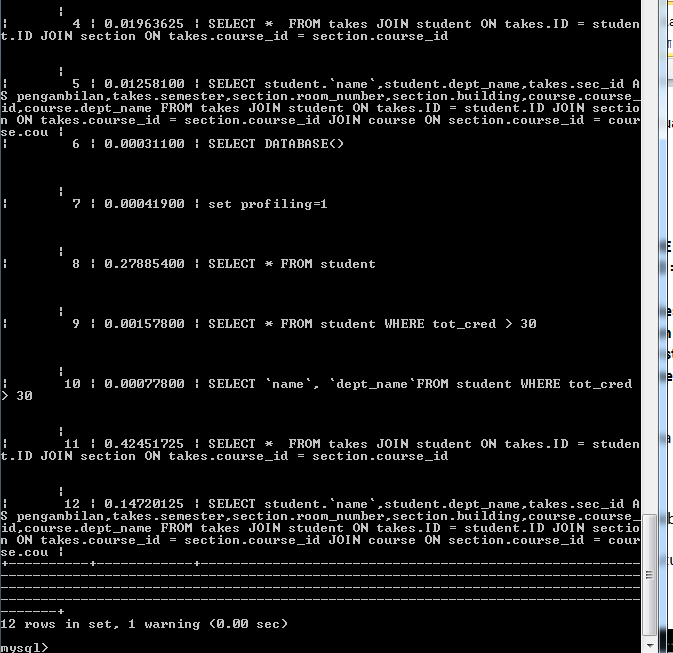 ¦
¦ 4 ¦ 0.01963625 ¦ SELECT *  FROM takes JOIN student ON takes.ID = studen
t.ID JOIN section ON takes.course_id = section.course_id
¦
¦ 5 ¦ 0.01258100 ¦ SELECT student.`name`,student.dept_name,takes.sec_id A
S pengambilan,takes.semester,section.room_number,section.building,course.course_
id,course.dept_name FROM takes JOIN student ON takes.ID = student.ID JOIN sectio
n ON takes.course_id = section.course_id JOIN course ON section.course_id = cour
se.cou ¦
¦ 6 ¦ 0.00031100 ¦ SELECT DATABASE()
¦
¦ 7 ¦ 0.00041900 ¦ set profiling=1
¦
¦ 8 ¦ 0.27885400 ¦ SELECT * FROM student
¦
¦ 9 ¦ 0.00157800 ¦ SELECT * FROM student WHERE tot_cred > 30
¦
¦ 10 ¦ 0.00077800 ¦ SELECT `name`, `dept_name`FROM student WHERE tot_cred
> 30
¦
¦ 11 ¦ 0.42451725 ¦ SELECT *  FROM takes JOIN student ON takes.ID = studen
t.ID JOIN section ON takes.course_id = section.course_id
¦
¦ 12 ¦ 0.14720125 ¦ SELECT student.`name`,student.dept_name,takes.sec_id A
S pengambilan,takes.semester,section.room_number,section.building,course.course_
id,course.dept_name FROM takes JOIN student ON takes.ID = student.ID JOIN sectio
n ON takes.course_id = section.course_id JOIN course ON section.course_id = cour
se.cou ¦
12 rows in set, 1 warning (0.00 sec)
mysql>